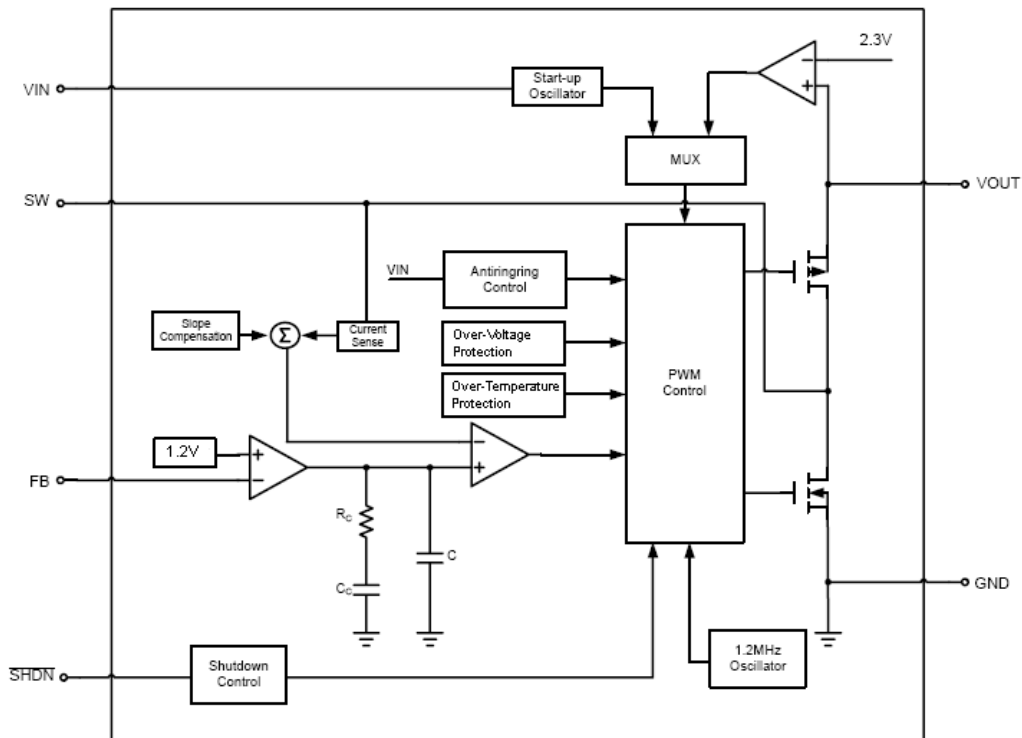 2.3V
VIN
Start-up
Oscillator
MUX
SW
VOUT
VIN
Antiringring
Control
Slope
Compensation
Σ
Current
Sense
Over-Voltage
Protection
Over-Temperature
Protection
PWM
Control
1.2V
FB
RC
C
CC
GND
SHDN
Shutdown
Control
1.2MHz
Oscillator